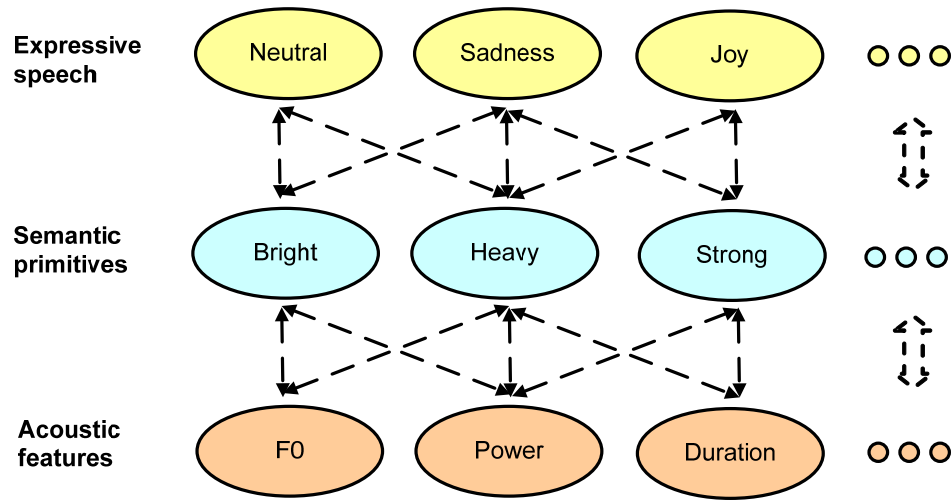 Expressive
speech
Neutral
Sadness
Joy
Semantic
primitives
Bright
Heavy
Strong
Acoustic
features
F0
Power
Duration